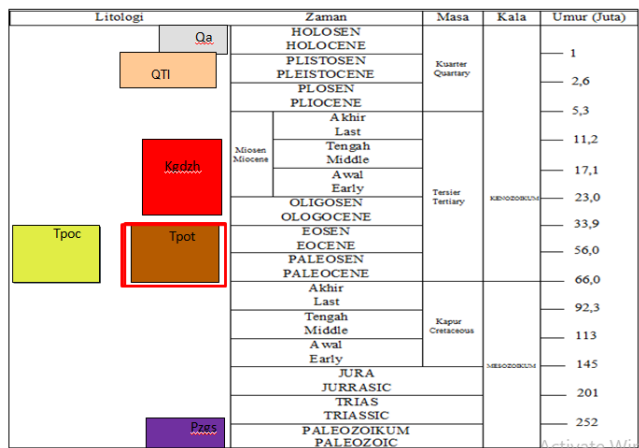 Litologi Zaman Masa Kala Umur (Juta)
Qa
HOLOSEN
HOLOCENE
1
QTI
PLISTOSEN
PLEISTOCENE
Kuarter
Quartary
2,6
PLOSEN
PLIOCENE
5,3
Miosen
Miocene
Akhir
Last
11,2
Tengah
Middle
17,1
Kgdzh
Awal
Early
23,0
Tersier
Tertiary
KENOZOIKUM
OLIGOSEN
OLOGOCENE
33,9
Tpoc
Tpot
EOSEN
EOCENE
56,0
PALEOSEN
PALEOCENE
66,0
Akhir
Last
92,3
Tengah
Middle
Kapur
Cretaceous
113
Awal
Early
145
MESOZOIKUM
JURA
JURRASIC
201
TRIAS
TRIASSIC
252
Pzgs
PALEOZOIKUM
PALEOZOIC